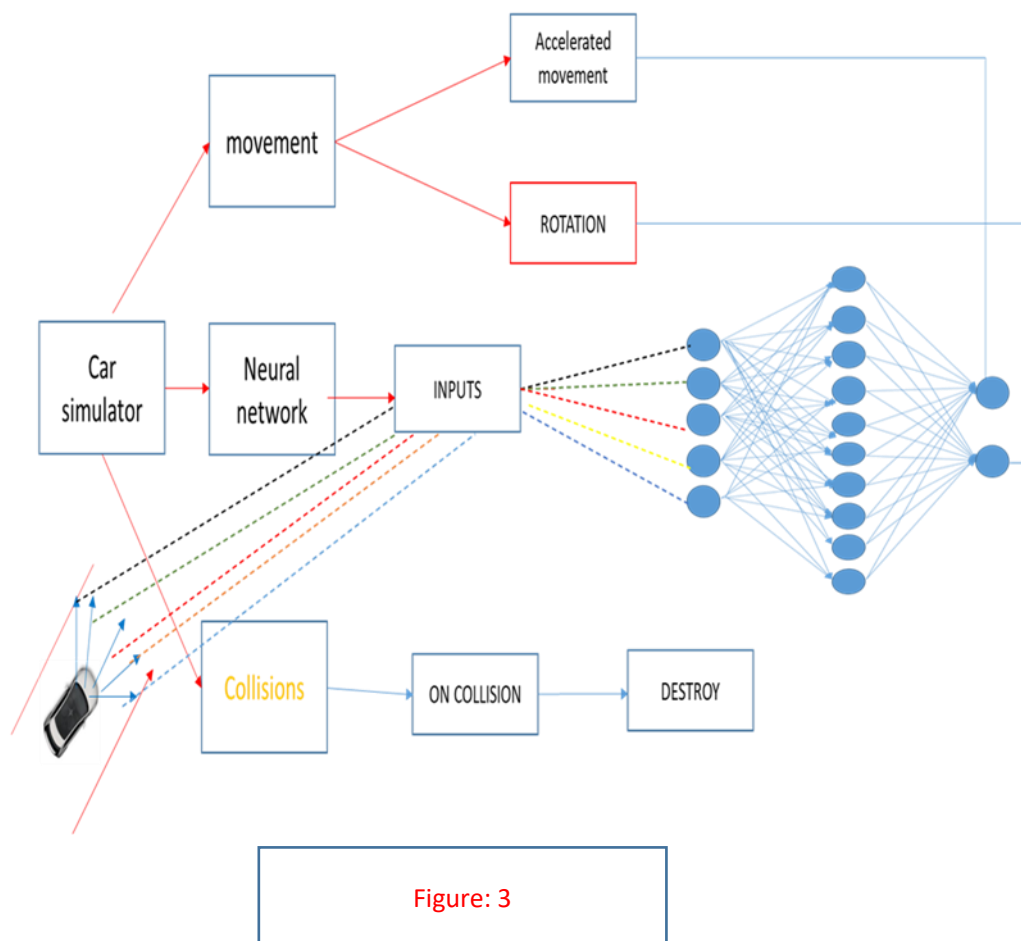 Accelerated
movement
movement
ROTATION
Car
simulator
Neural
network
INPUTS
Collisions
ON COLLISION
DESTROY
Figure: 3